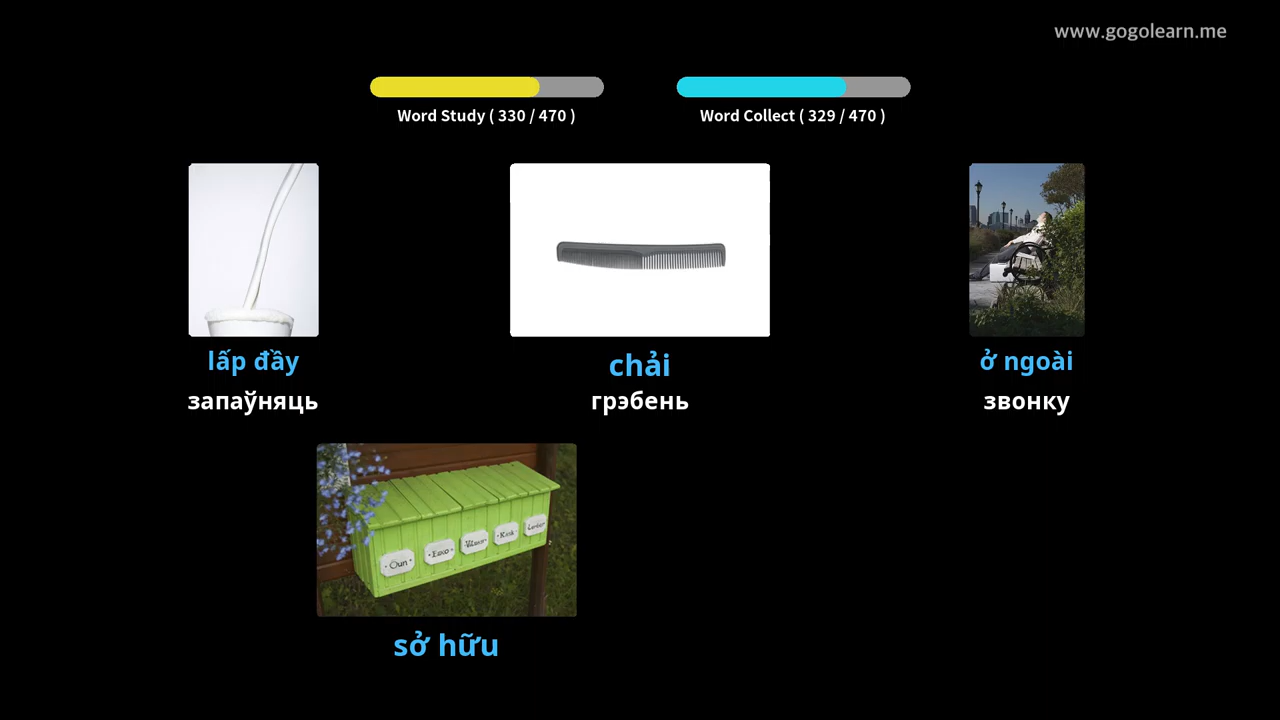 www.gogolearn.me
Word Study ( 330 / 470 )
Word Collect ( 329 / 470 )
lấp đầy
chải
ở ngoài
запаўняць
грэбень
звонку
sở hữu